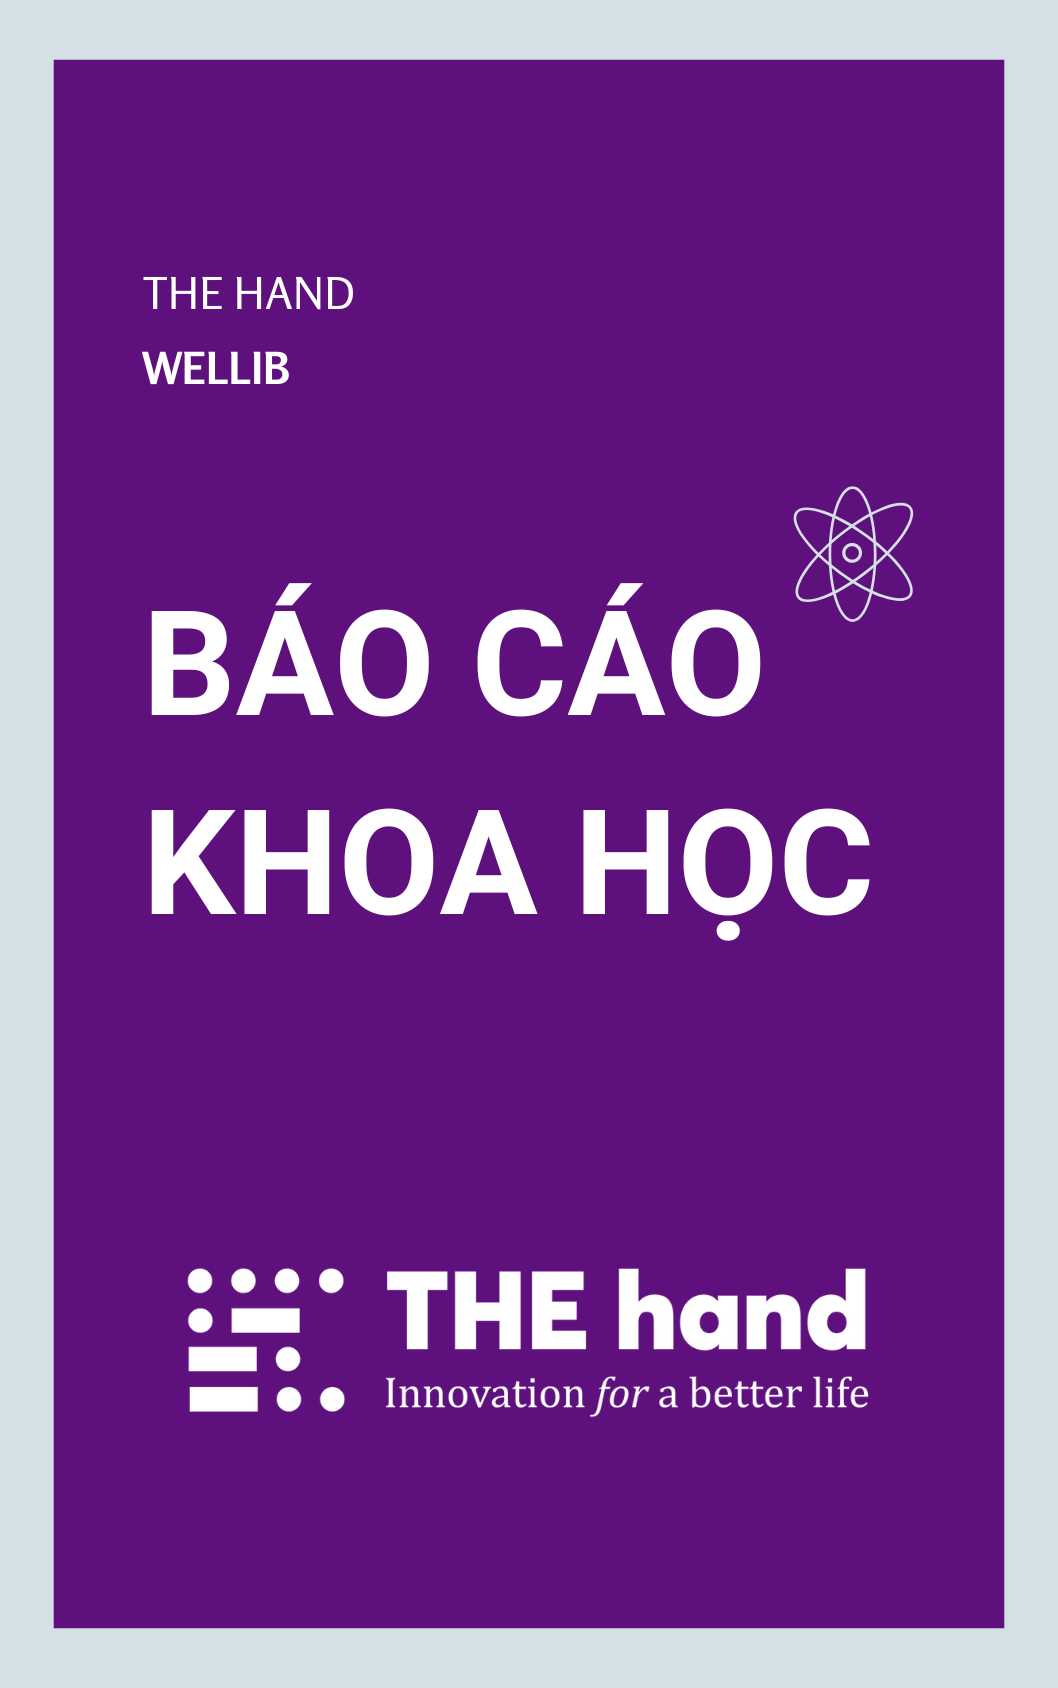 THE HAND
WELLIB
BÁO CÁO
KHOA HỌC
THE hand
Innovation for a better life